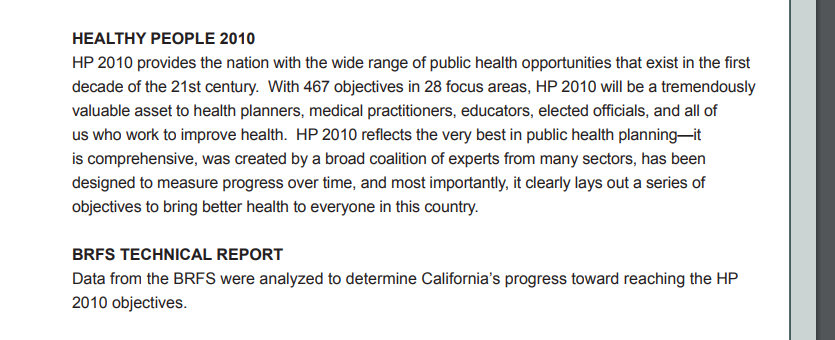 HEALTHY PEOPLE 2010
HP 2010 provides the nation with the wide range of public health opportunities that exist in the first
decade of the 21st century.  With 467 objectives in 28 focus areas, HP 2010 will be a tremendously
valuable asset to health planners, medical practitioners, educators, elected officials, and all of
us who work to improve health.  HP 2010 reflects the very best in public health planning—it
is comprehensive, was created by a broad coalition of experts from many sectors, has been
designed to measure progress over time, and most importantly, it clearly lays out a series of
objectives to bring better health to everyone in this country.
BRFS TECHNICAL REPORT
Data from the BRFS were analyzed to determine California's progress toward reaching the HP
2010 objectives.